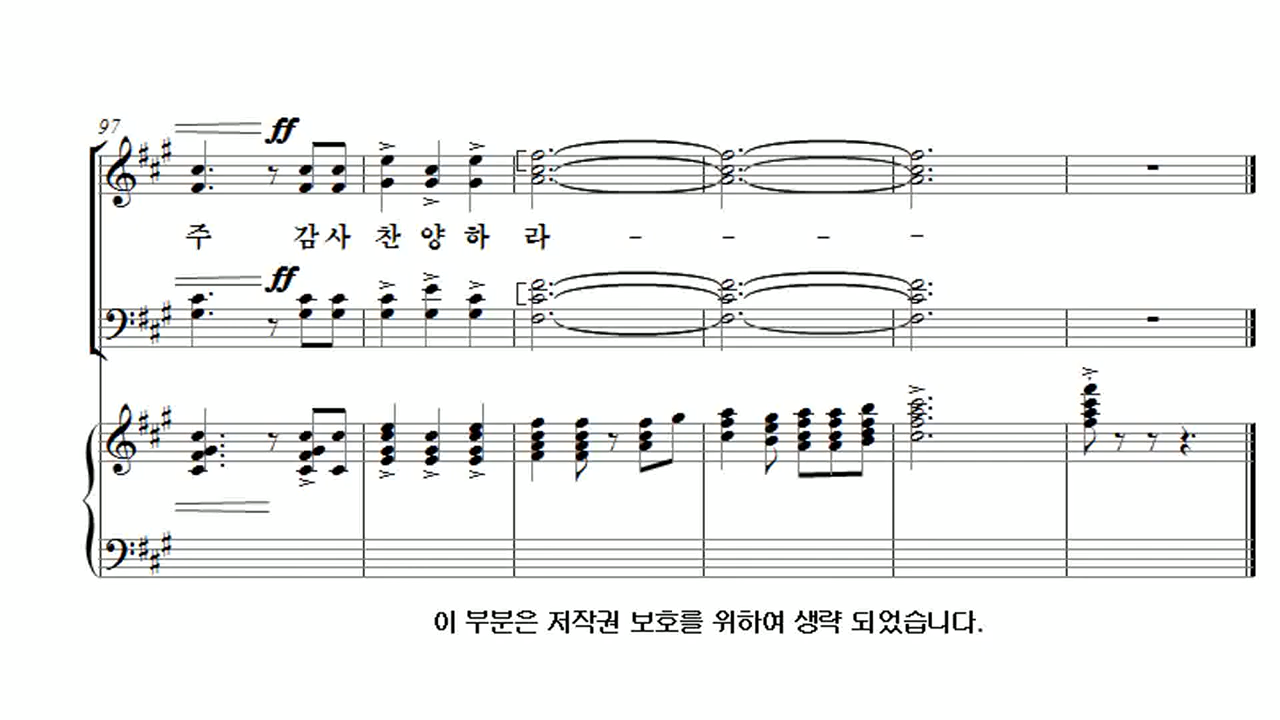 97
ff
주 감사 찬 양 하 라 - - - -
ff
이 부분은 저작권 보호를 위하여 생략 되었습니다.